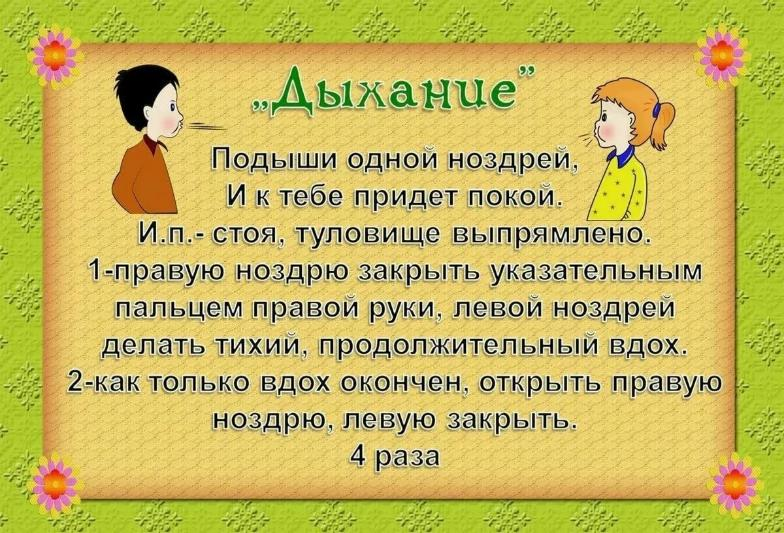 „Дыхание”
Подыши одной ноздрей,
И к тебе придет покой.
И.п.- стоя, туловище выпрямлено.
1-правую ноздрю закрыть указательным
пальцем правой руки, левой ноздрей
делать тихий, продолжительный вдох.
2-как только вдох окончен, открыть правую
ноздрю, левую закрыть.
4 раза